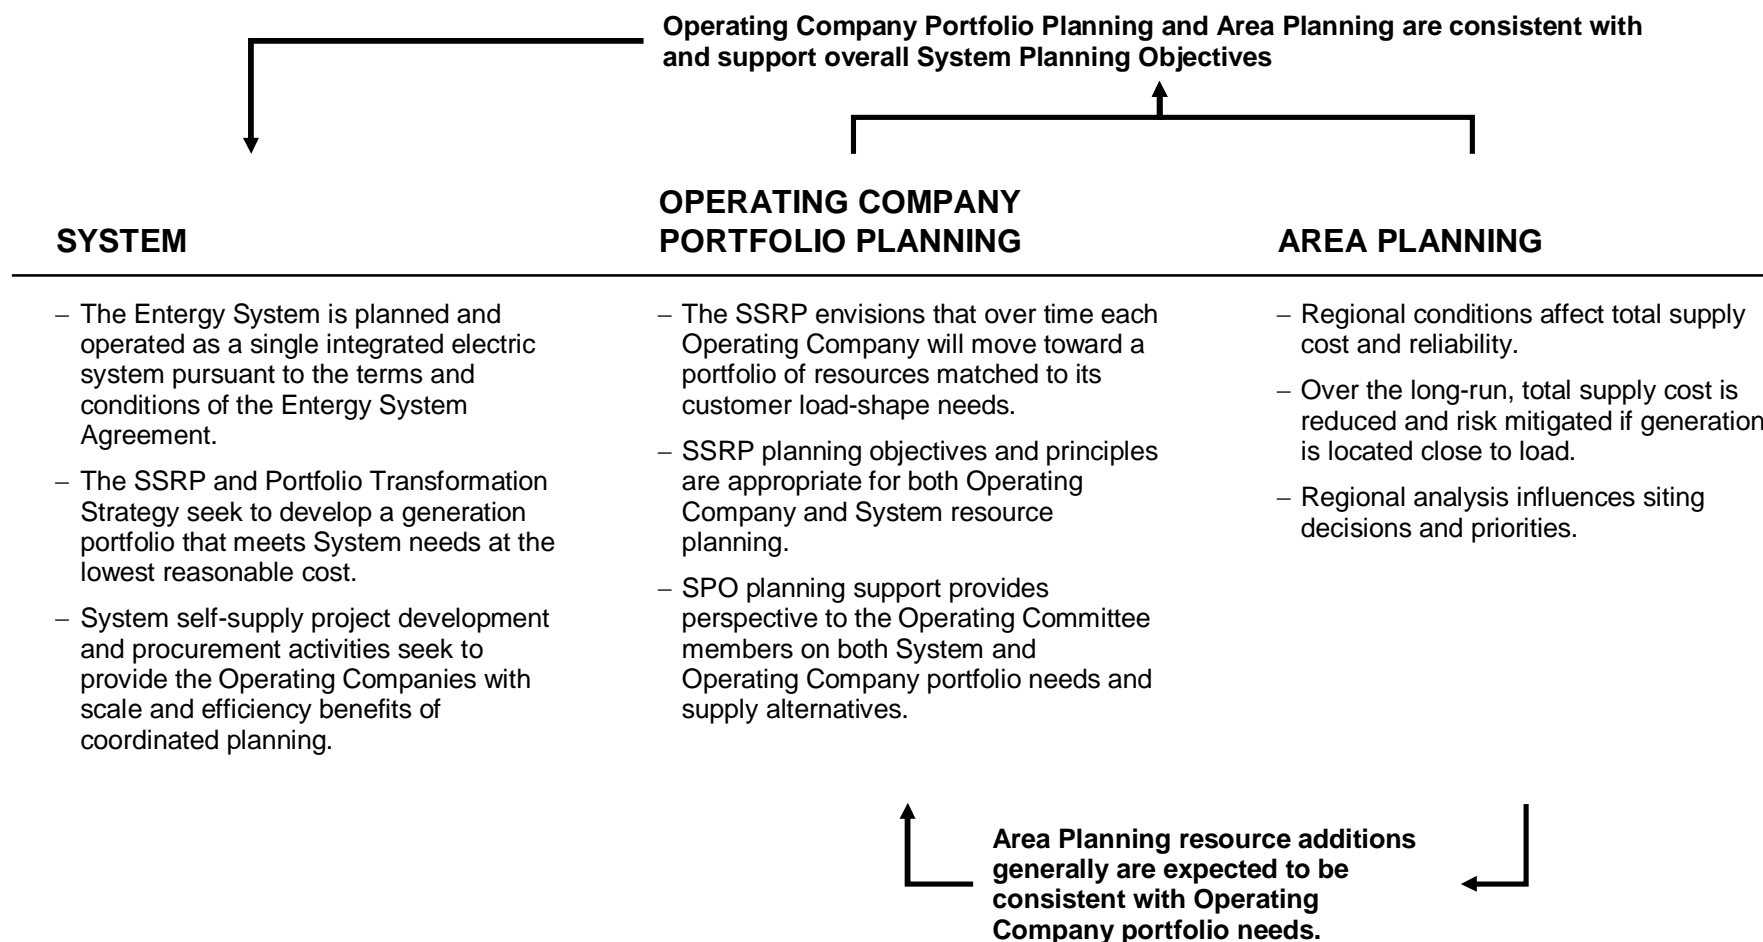 Operating Company Portfolio Planning and Area Planning are consistent with
and support overall System Planning Objectives
SYSTEM
OPERATING COMPANY
PORTFOLIO PLANNING
AREA PLANNING
– The Entergy System is planned and
operated as a single integrated electric
system pursuant to the terms and
conditions of the Entergy System
Agreement.
– The SSRP and Portfolio Transformation
Strategy seek to develop a generation
portfolio that meets System needs at the
lowest reasonable cost.
– System self-supply project development
and procurement activities seek to
provide the Operating Companies with
scale and efficiency benefits of
coordinated planning.
– The SSRP envisions that over time each
Operating Company will move toward a
portfolio of resources matched to its
customer load-shape needs.
– SSRP planning objectives and principles
are appropriate for both Operating
Company and System resource
planning.
– SPO planning support provides
perspective to the Operating Committee
members on both System and
Operating Company portfolio needs and
supply alternatives.
– Regional conditions affect total supply
cost and reliability.
– Over the long-run, total supply cost is
reduced and risk mitigated if generation
is located close to load.
– Regional analysis influences siting
decisions and priorities.
Area Planning resource additions
generally are expected to be
consistent with Operating
Company portfolio needs.